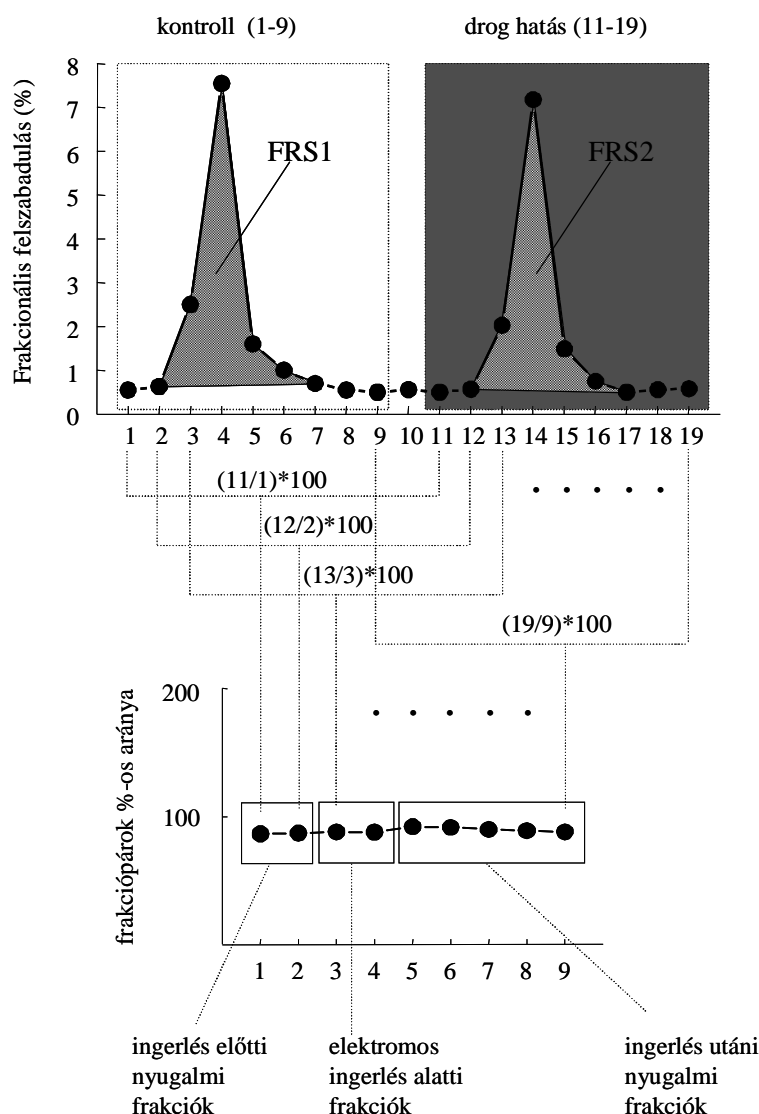 kontroll (1-9)
drog hatás (11-19)
Frakcionális felszabadulás (%)
8
7
6
5
4
3
2
1
0
FRS1
FRS2
1 2 3 4 5 6 7 8 9 10 11 12 13 14 15 16 17 18 19
(11/1)*100
(12/2)*100
(13/3)*100
(19/9)*100
frakciópárok %-os aránya
200
100
1 2 3 4 5 6 7 8 9
ingerlés előtti
nyugalmi
frakciók
elektromos
ingerlés alatti
frakciók
ingerlés utáni
nyugalmi
frakciók